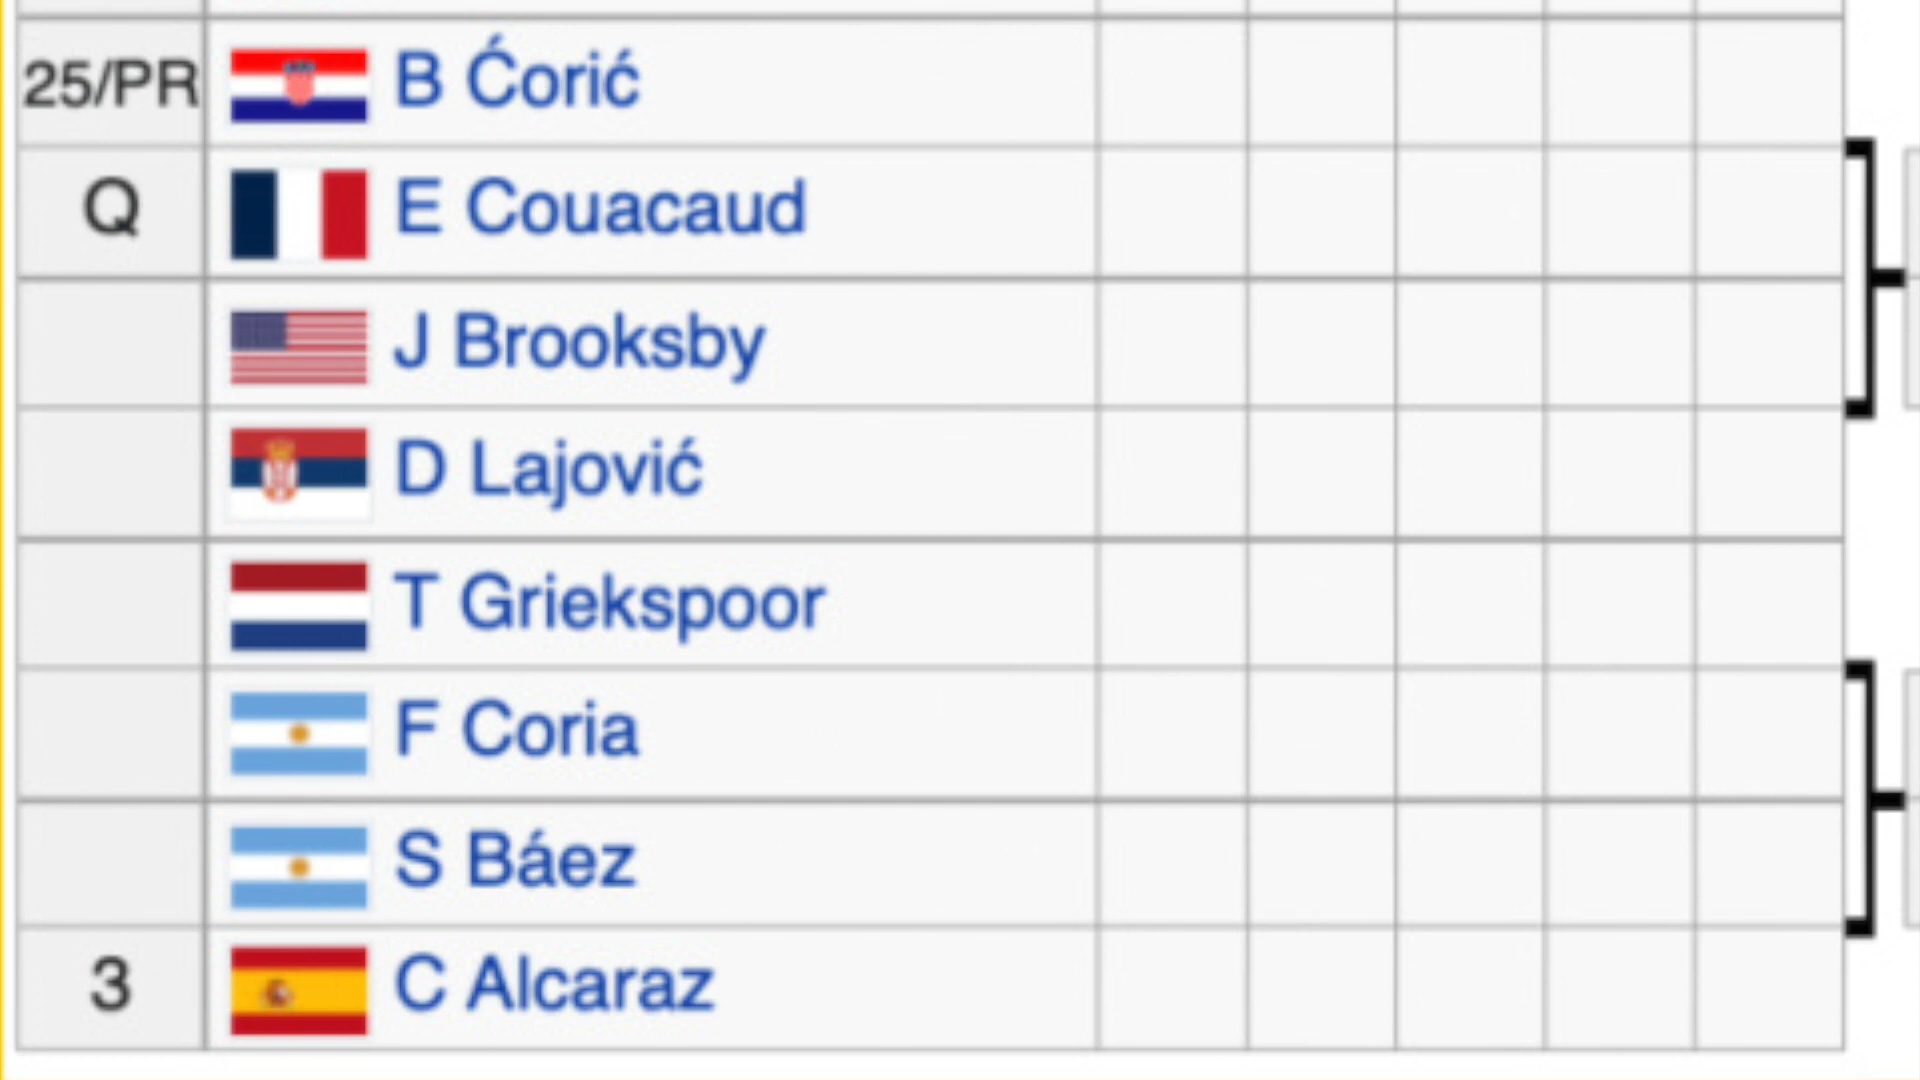 25/PR B Ćorić
Q E Couacaud
J Brooksby
D Lajović
T Griekspoor
F Coria
S Báez
3 C Alcaraz